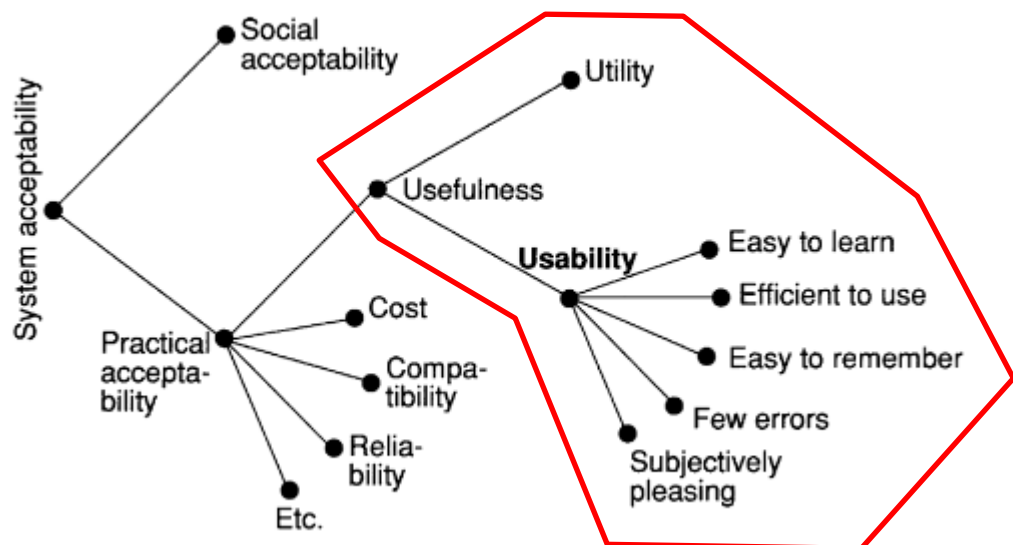 Social
acceptability
Utility
System acceptability
Usefulness
Usability
Easy to learn
Efficient to use
Cost
Practical
accepta-
bility
Compa-
tibility
Easy to remember
Few errors
Relia-
bility
Subjectively
pleasing
Etc.